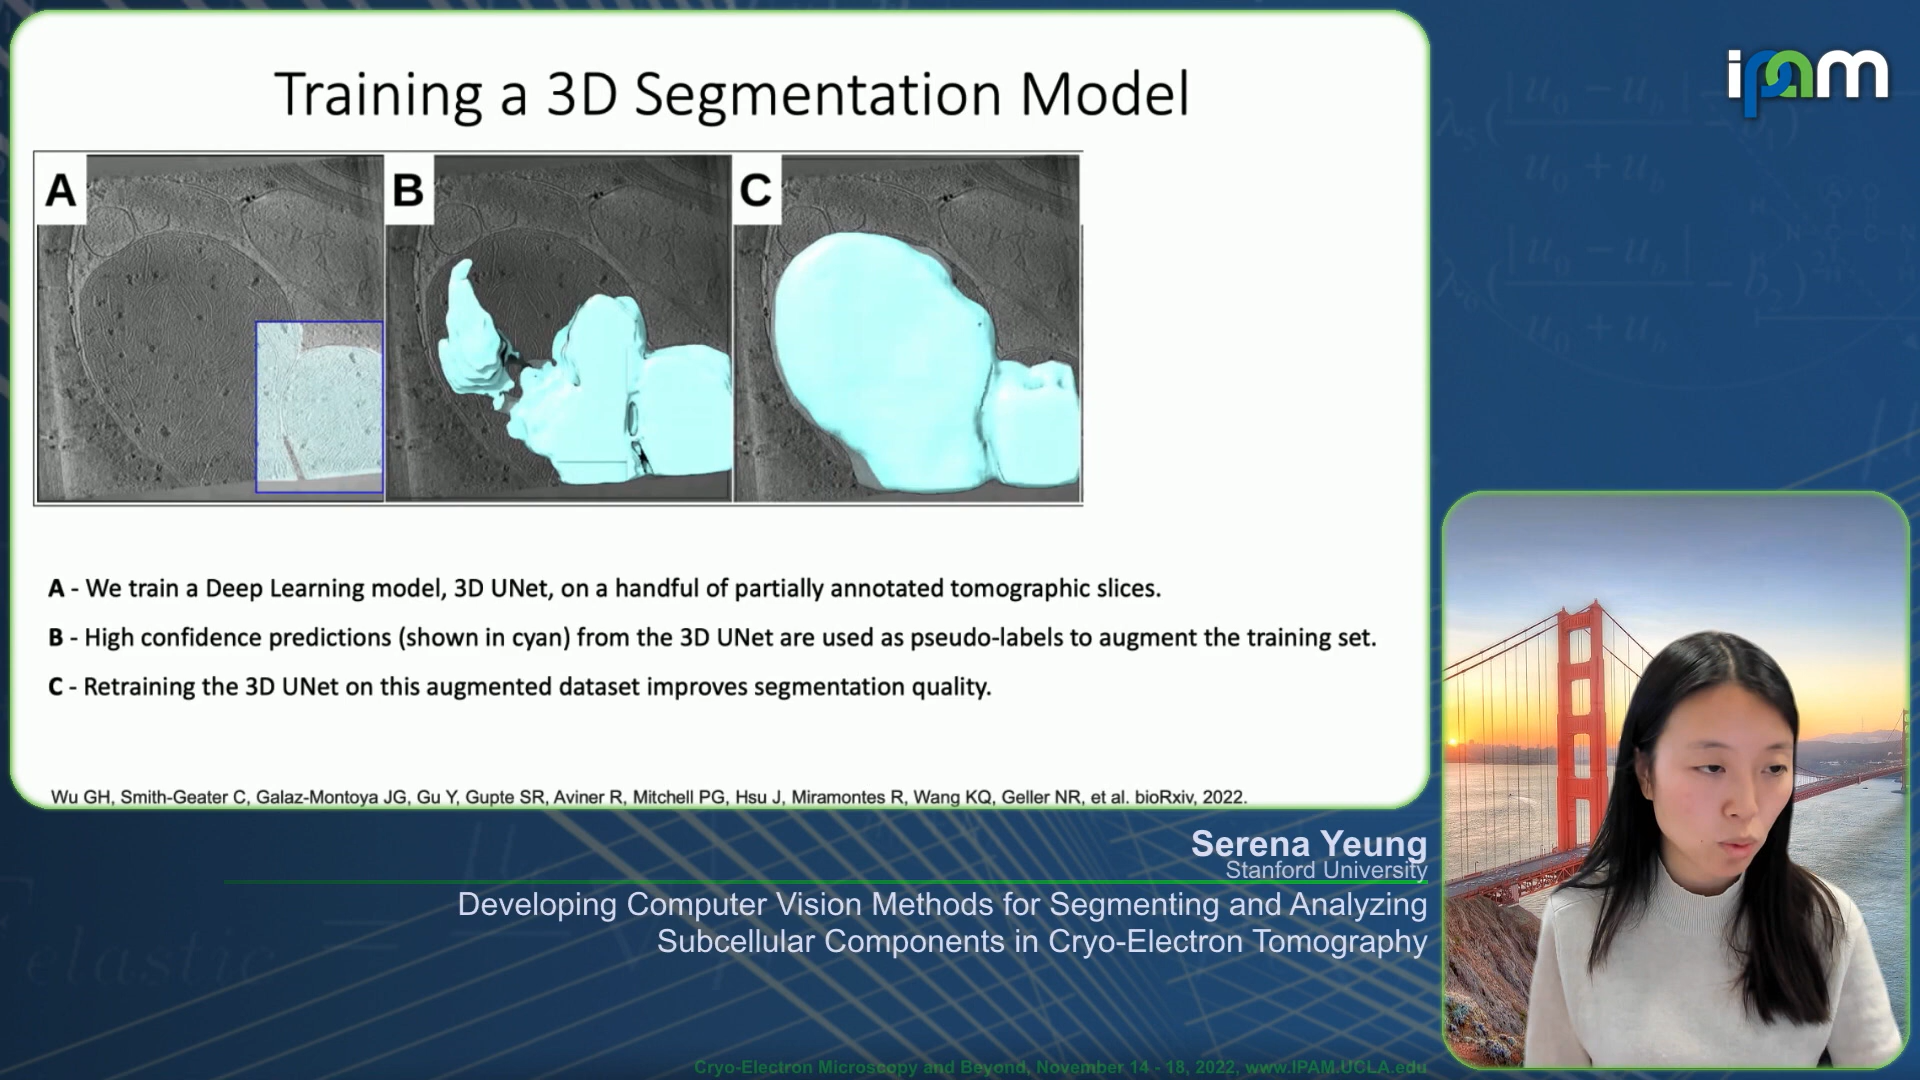 Training a 3D Segmentation Model
A
B
C
A - We train a Deep Learning model, 3D UNet, on a handful of partially annotated tomographic slices.
B - High confidence predictions (shown in cyan) from the 3D UNet are used as pseudo-labels to augment the training set.
C - Retraining the 3D UNet on this augmented dataset improves segmentation quality.
Wu GH, Smith-Geater C, Galaz-Montoya JG, Gu Y, Gupte SR, Aviner R, Mitchell PG, Hsu J, Miramontes R, Wang KQ, Geller NR, et al. bioRxiv, 2022.
ipam
Serena Yeung
Stanford University
Developing Computer Vision Methods for Segmenting and Analyzing
Subcellular Components in Cryo-Electron Tomography
elastic
Cryo-Electron Microscopy and Beyond, November 14 - 18, 2022, www.IPAM.UCLA.edu